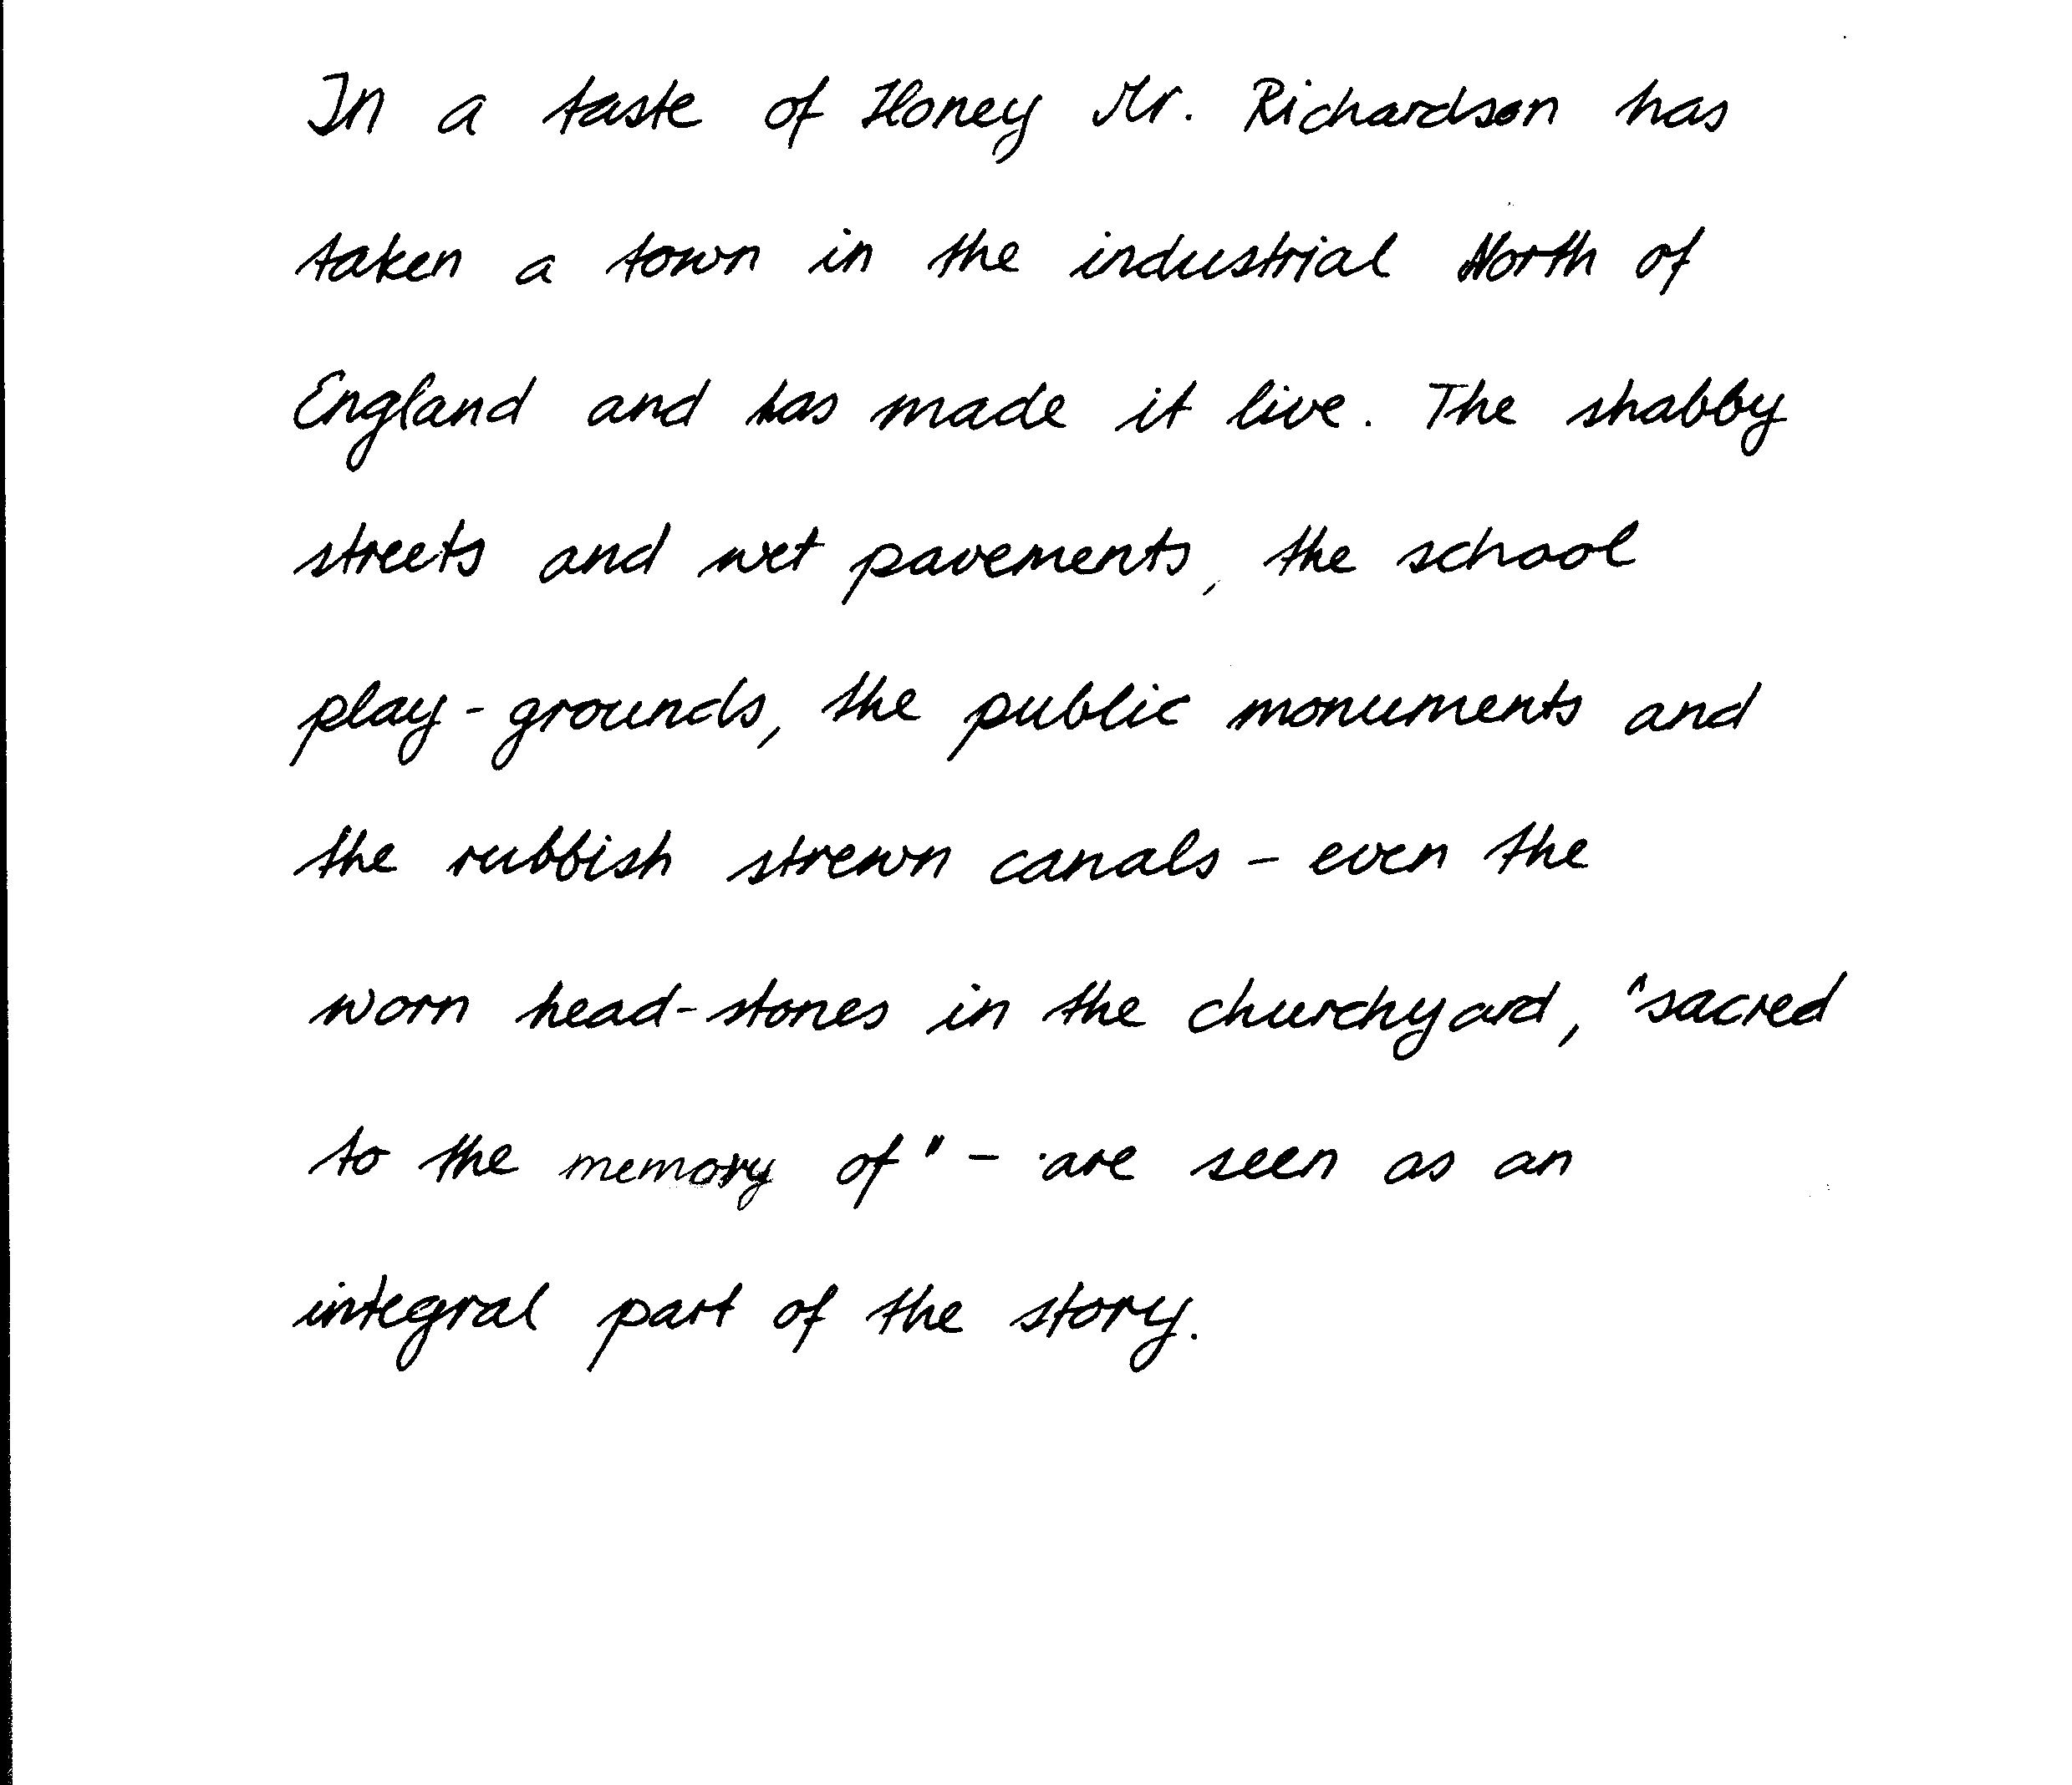 In a taste of Honey Mr. Richardson has
taken a town in the industrial North of
England and has made it live. The shabby
streets and wet pavements, the school
play-grounds, the public monuments and
the rubbish strewn canals - even the
worn head-stones in the churchyard, "sacred
to the memory of" - are seen as an
integral part of the story.